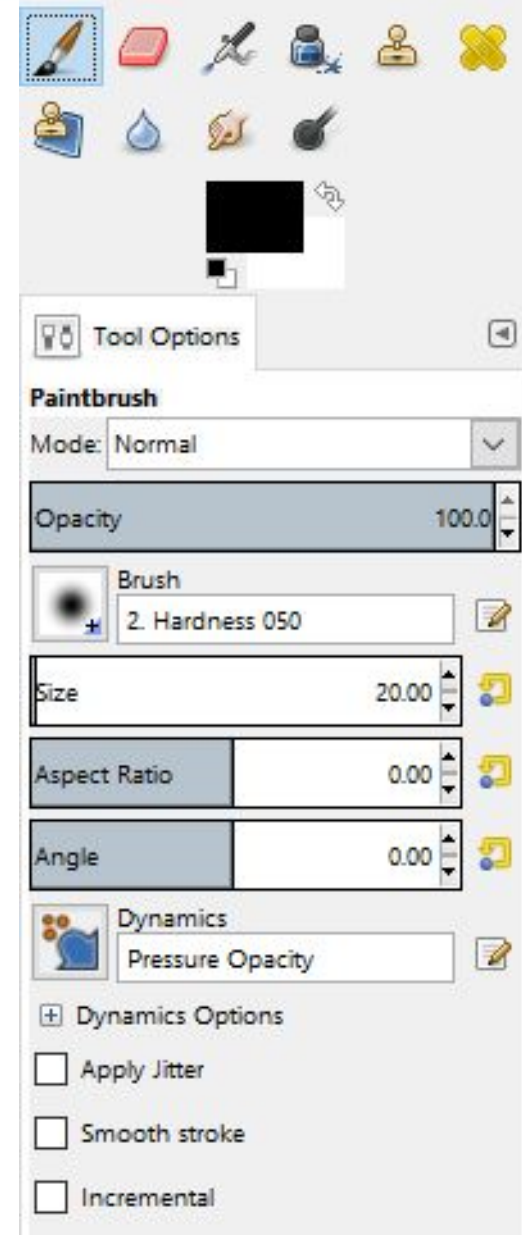 Tool Options
Paintbrush
Mode: Normal
Opacity 100.0
Brush
2. Hardness 050
Size 20.00
Aspect Ratio 0.00
Angle 0.00
Dynamics
Pressure Opacity
Dynamics Options
Apply Jitter
Smooth stroke
Incremental